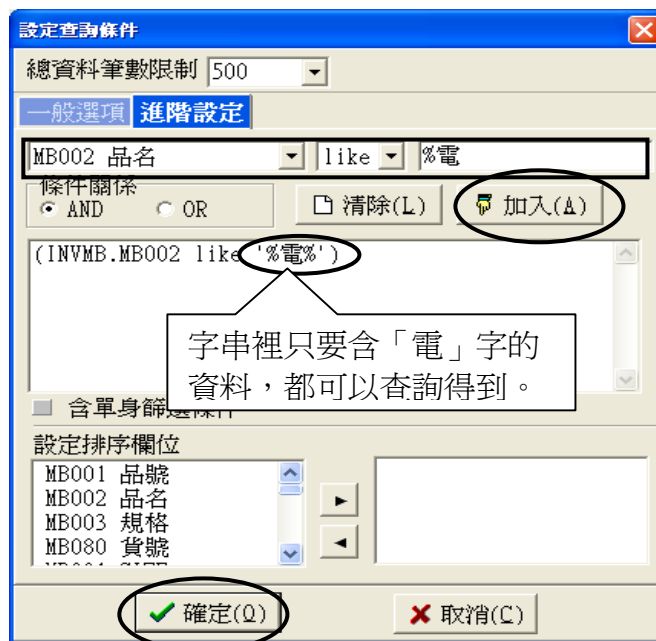 設定查詢條件
總資料筆數限制 500
一般選項 進階設定
MB002 品名 like %電
條件關係
AND OR 清除(L) 加入(A)
(INVMB.MB002 like '%電%')
字串裡只要含「電」字的
資料，都可以查詢得到。
含單身篩選條件
設定排序欄位
MB001 品號
MB002 品名
MB003 規格
MB080 貨號
確定(O) 取消(C)